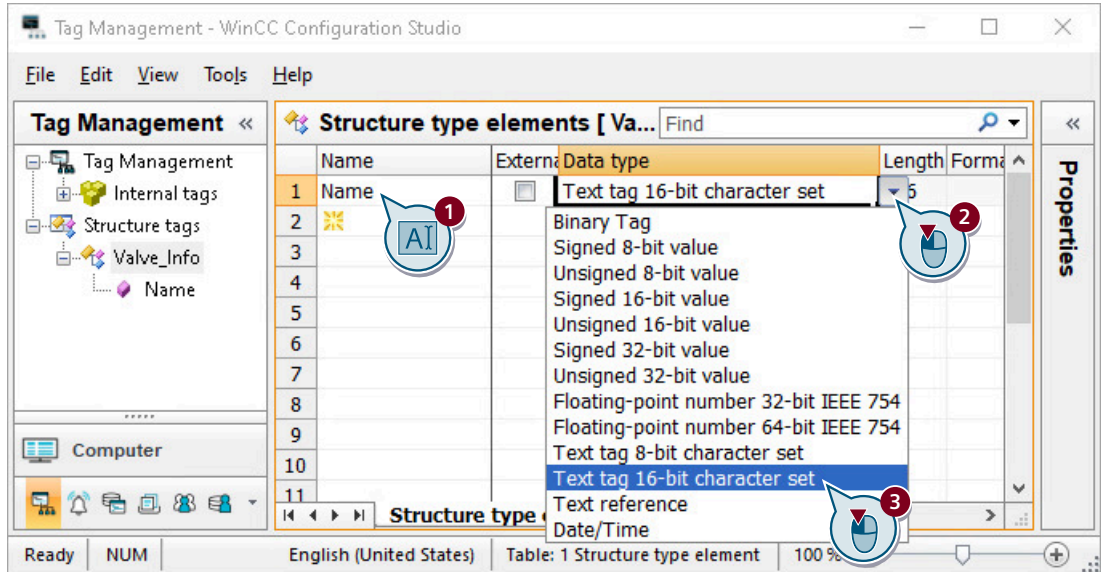 Tag Management - WinCC Configuration Studio
File Edit View Tools Help
Tag Management «
Structure type elements [ Va... Find
«
Properties
Tag Management
Internal tags
Structure tags
Valve_Info
Name
Name Externa Data type Length Forma
1 Name Text tag 16-bit character set
2
3
4
5
6
7
8
9
10
11
1
AI
2
Binary Tag
Signed 8-bit value
Unsigned 8-bit value
Signed 16-bit value
Unsigned 16-bit value
Signed 32-bit value
Unsigned 32-bit value
Floating-point number 32-bit IEEE 754
Floating-point number 64-bit IEEE 754
Text tag 8-bit character set
Text tag 16-bit character set
Text reference
Date/Time
3
Computer
Structure type
Ready NUM English (United States) Table: 1 Structure type element 100 %